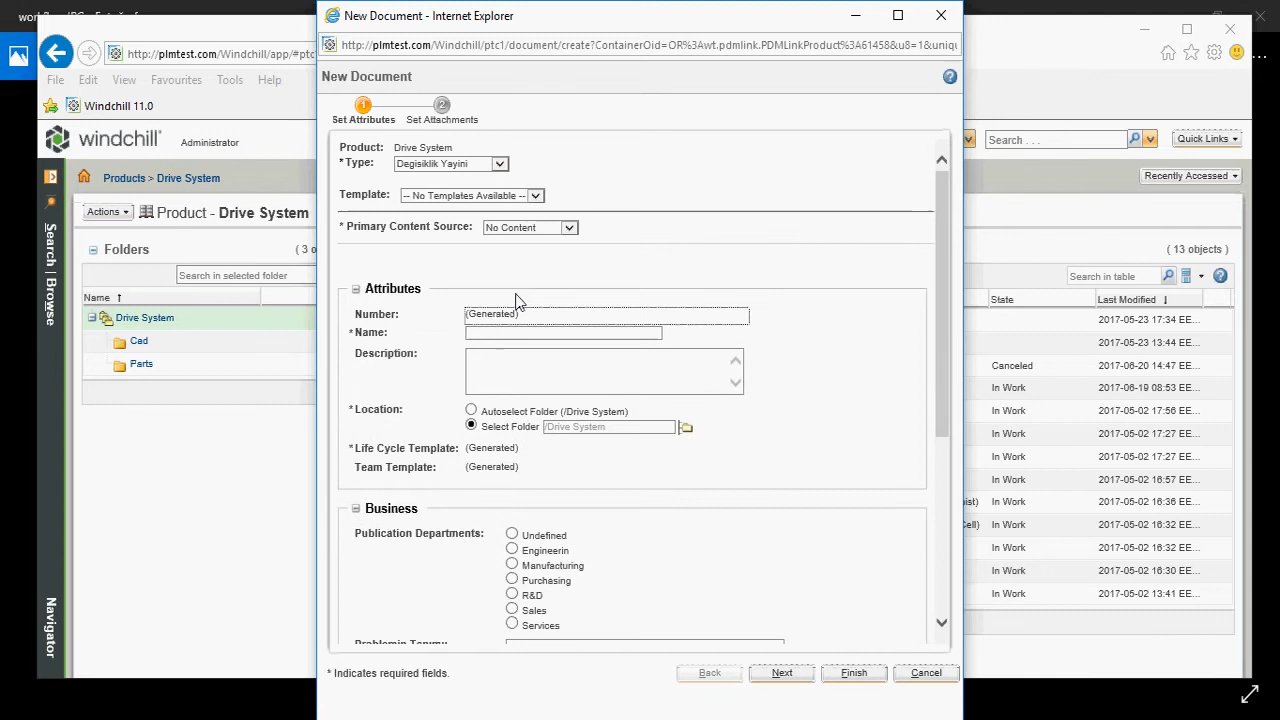 New Document - Internet Explorer
http://plmtest.com/Windchill/app/#ptc
http://plmtest.com/Windchill/ptc1/document/create?ContainerOid=OR%3Awt.pdmlink.PDMLinkProduct%3A61458&u8=1&uniqu
File Edit View Favourites Tools Help
Windchill 11.0
windchill Administrator
Search . . .
Quick Links
Products > Drive System
Recently Accessed
Actions Product - Drive System
Folders ( 3 o
( 13 objects )
Search in selected folder
Search in table
Name
State Last Modified
Drive System
Cad
Parts
2017-05-23 17:34 EE...
2017-05-23 13:44 EE...
Canceled 2017-06-20 14:47 EE...
In Work 2017-06-19 08:53 EE...
In Work 2017-05-02 17:56 EE...
In Work 2017-05-02 17:27 EE...
In Work 2017-05-02 17:27 EE...
In Work 2017-05-02 16:57 EE...
In Work 2017-05-02 16:36 EE...
In Work 2017-05-02 16:32 EE...
In Work 2017-05-02 16:32 EE...
In Work 2017-05-02 16:30 EE...
In Work 2017-05-02 13:41 EE...
Search | Browse
Navigator
New Document
1 2
Set Attributes Set Attachments
Product: Drive System
* Type: Degisiklik Yayini
Template: -- No Templates Available --
* Primary Content Source: No Content
Attributes
Number: (Generated)
* Name:
Description:
* Location: Autoselect Folder (/Drive System)
Select Folder /Drive System
* Life Cycle Template: (Generated)
Team Template: (Generated)
Business
Publication Departments: Undefined
Engineerin
Manufacturing
Purchasing
R&D
Sales
Services
* Indicates required fields.
Back Next Finish Cancel